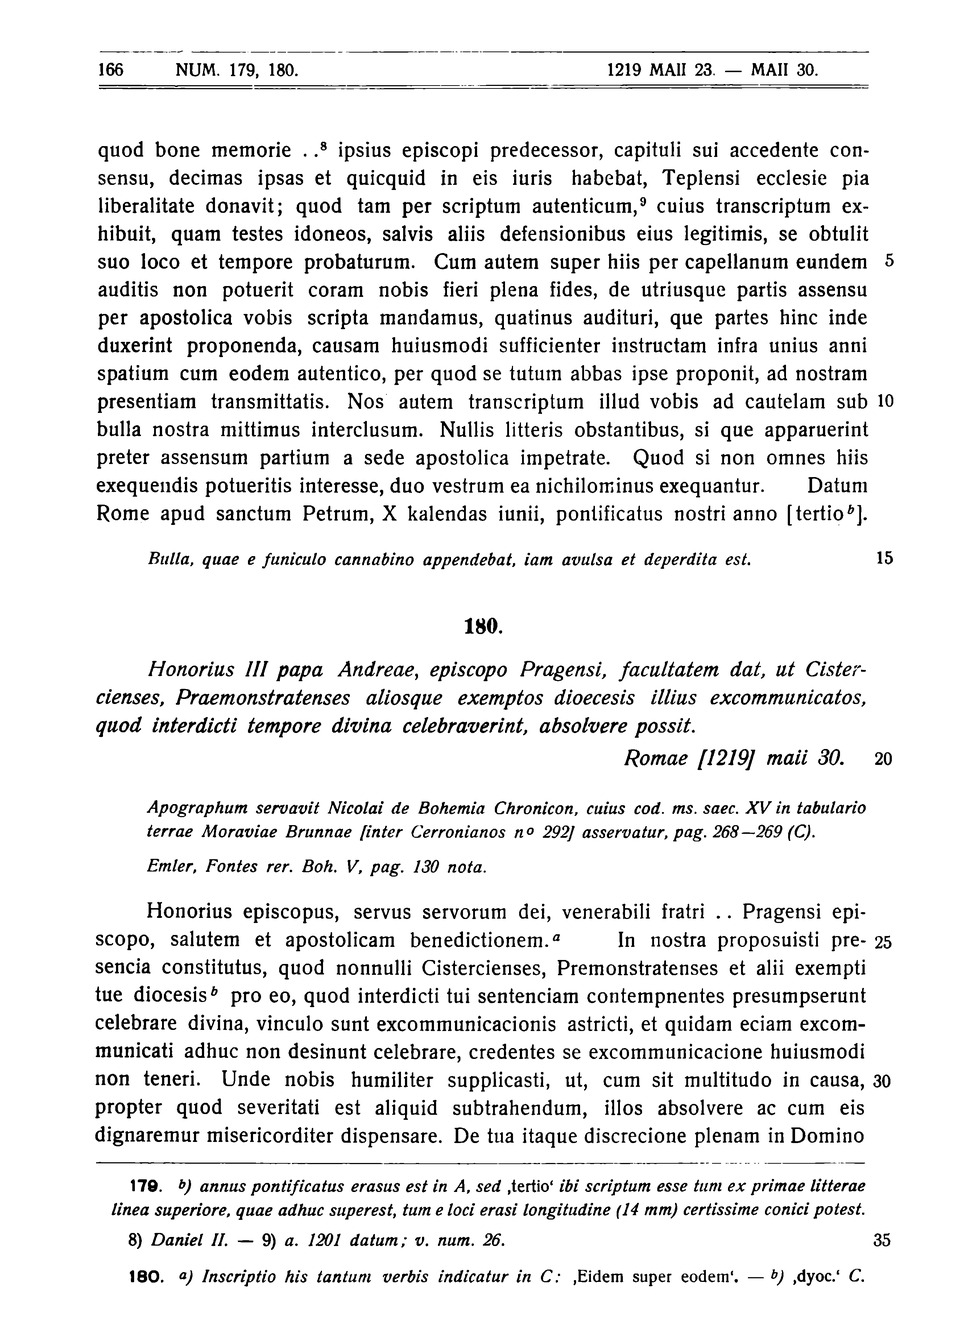 166 NUM. 179, 180. 1219 MAII 23. — MAII 30.
quod bone memorie . .⁸ ipsius episcopi predecessor, capituli sui accedente con-
sensu, decimas ipsas et quicquid in eis iuris habebat, Teplensi ecclesie pia
liberalitate donavit; quod tam per scriptum autenticum,⁹ cuius transcriptum ex-
hibuit, quam testes idoneos, salvis aliis defensionibus eius legitimis, se obtulit
suo loco et tempore probaturum. Cum autem super hiis per capellanum eundem 5
auditis non potuerit coram nobis fieri plena fides, de utriusque partis assensu
per apostolica vobis scripta mandamus, quatinus audituri, que partes hinc inde
duxerint proponenda, causam huiusmodi sufficienter instructam infra unius anni
spatium cum eodem autentico, per quod se tutum abbas ipse proponit, ad nostram
presentiam transmittatis. Nos autem transcriptum illud vobis ad cautelam sub 10
bulla nostra mittimus interclusum. Nullis litteris obstantibus, si que apparuerint
preter assensum partium a sede apostolica impetrate. Quod si non omnes hiis
exequendis potueritis interesse, duo vestrum ea nichilominus exequantur. Datum
Rome apud sanctum Petrum, X kalendas iunii, pontificatus nostri anno [tertio ᵇ].
Bulla, quae e funiculo cannabino appendebat, iam avulsa et deperdita est. 15
180.
Honorius III papa Andreae, episcopo Pragensi, facultatem dat, ut Cister-
cienses, Praemonstratenses aliosque exemptos dioecesis illius excommunicatos,
quod interdicti tempore divina celebraverint, absolvere possit.
Romae [1219] maii 30. 20
Apographum servavit Nicolai de Bohemia Chronicon, cuius cod. ms. saec. XV in tabulario
terrae Moraviae Brunnae [inter Cerronianos nº 292] asservatur, pag. 268—269 (C).
Emler, Fontes rer. Boh. V, pag. 130 nota.
Honorius episcopus, servus servorum dei, venerabili fratri . . Pragensi epi-
scopo, salutem et apostolicam benedictionem.ᵃ In nostra proposuisti pre- 25
sencia constitutus, quod nonnulli Cistercienses, Premonstratenses et alii exempti
tue diocesis ᵇ pro eo, quod interdicti tui sentenciam contempnentes presumpserunt
celebrare divina, vinculo sunt excommunicacionis astricti, et quidam eciam excom-
municati adhuc non desinunt celebrare, credentes se excommunicacione huiusmodi
non teneri. Unde nobis humiliter supplicasti, ut, cum sit multitudo in causa, 30
propter quod severitati est aliquid subtrahendum, illos absolvere ac cum eis
dignaremur misericorditer dispensare. De tua itaque discrecione plenam in Domino
179. ᵇ) annus pontificatus erasus est in A, sed ‚tertio‘ ibi scriptum esse tum ex primae litterae
linea superiore, quae adhuc superest, tum e loci erasi longitudine (14 mm) certissime conici potest.
8) Daniel II. — 9) a. 1201 datum; v. num. 26. 35
180. ᵃ) Inscriptio his tantum verbis indicatur in C: ‚Eidem super eodem‘. — ᵇ) ‚dyoc.‘ C.